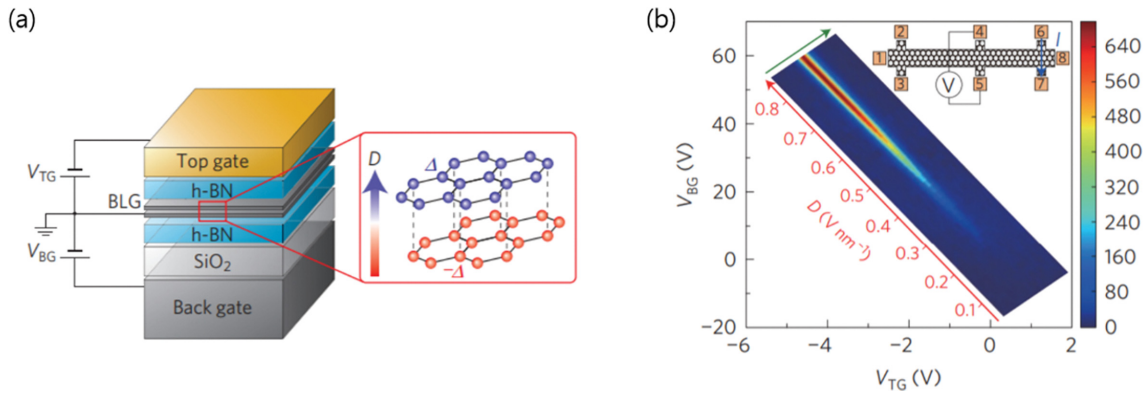 (a)
Top gate
h-BN
BLG
h-BN
SiO₂
Back gate
V_TG
V_BG
D
Δ
−Δ
(b)
V_BG (V)
60
40
20
0
−20
−6
−4
−2
0
2
V_TG (V)
D (V nm⁻¹)
0.8
0.7
0.6
0.5
0.4
0.3
0.2
0.1
1
2
3
4
5
6
7
8
I
V
640
560
480
400
320
240
160
80
0